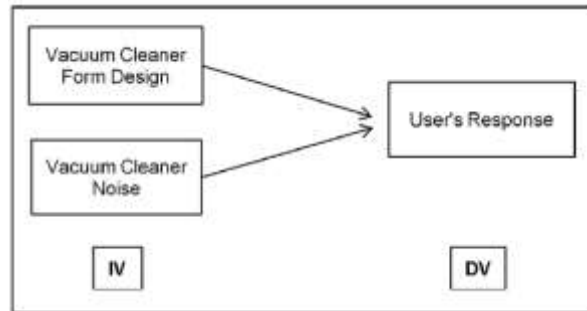 Vacuum Cleaner
Form Design
User's Response
Vacuum Cleaner
Noise
IV
DV